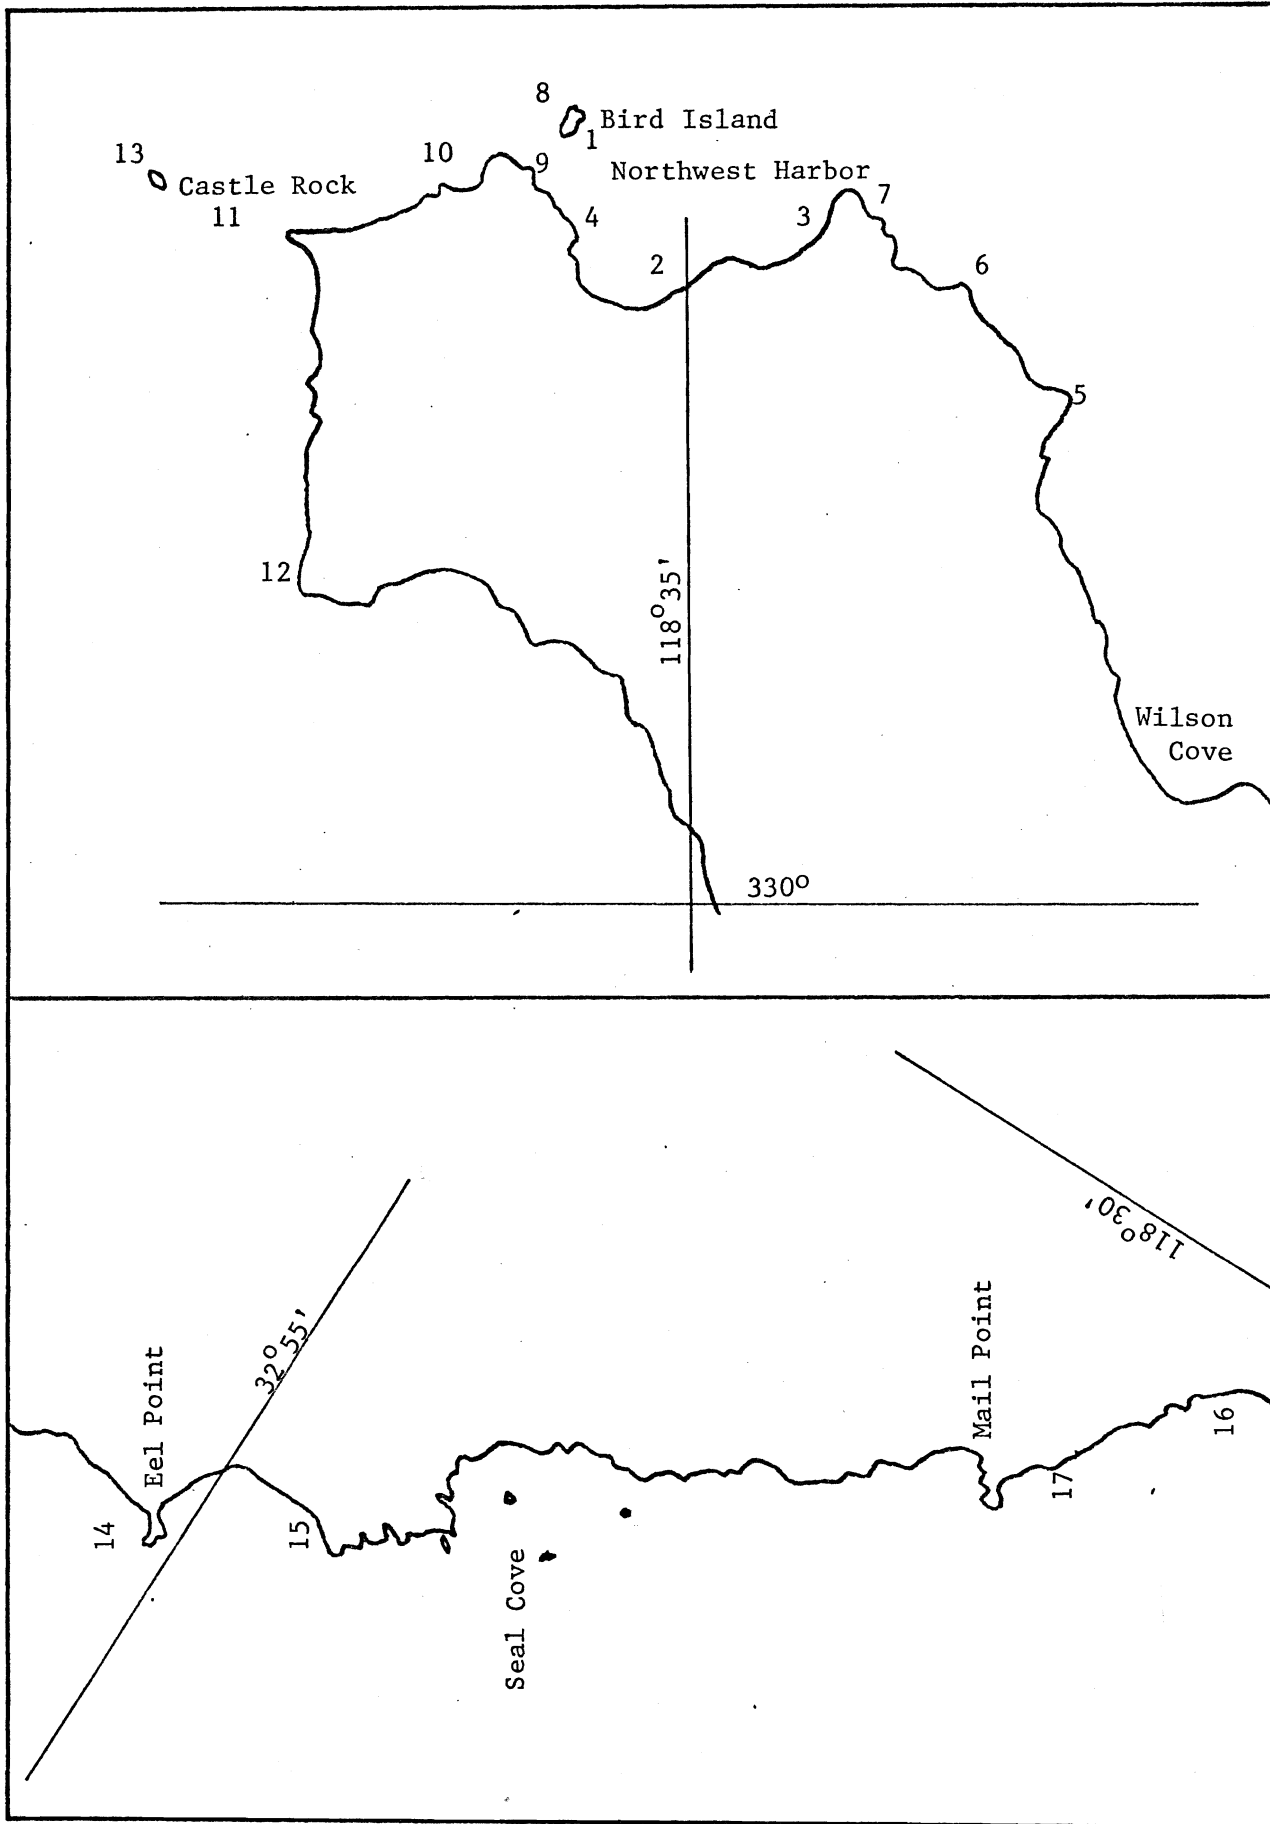 8
Bird Island
1
13
10
9
Northwest Harbor
Castle Rock
11
4
3
7
2
6
5
12
118°35'
Wilson
Cove
330°
118°30'
32°55'
Eel Point
Mail Point
14
15
16
17
Seal Cove